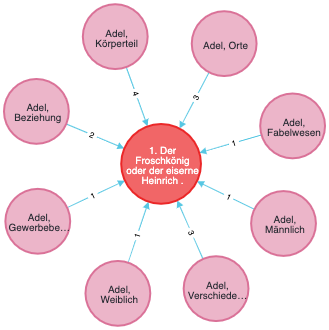 Adel,
Körperteil
Adel, Orte
Adel,
Beziehung
Adel,
Fabelwesen
4
3
2
1
1. Der
Froschkönig
oder der eiserne
Heinrich .
1
1
1
3
Adel,
Gewerbebe…
Adel,
Männlich
Adel,
Weiblich
Adel,
Verschiede…